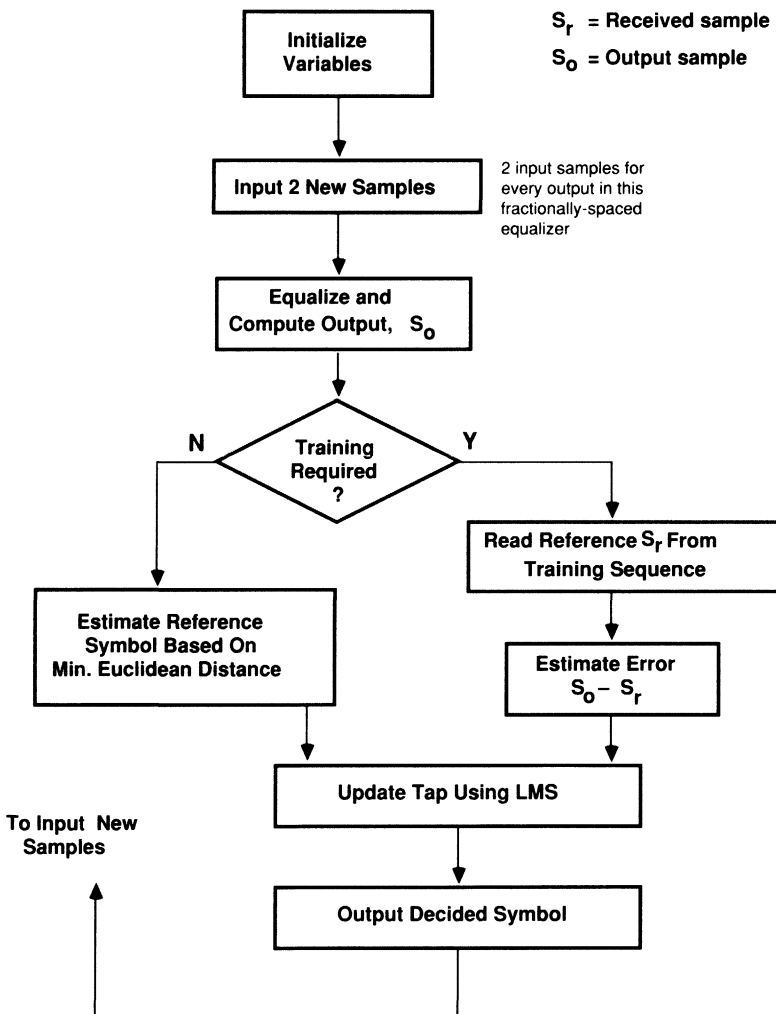 Initialize
Variables
Sr = Received sample
So = Output sample
Input 2 New Samples
2 input samples for
every output in this
fractionally-spaced
equalizer
Equalize and
Compute Output, So
N
Training
Required
?
Y
Read Reference Sr From
Training Sequence
Estimate Reference
Symbol Based On
Min. Euclidean Distance
Estimate Error
So – Sr
Update Tap Using LMS
To Input New
Samples
Output Decided Symbol